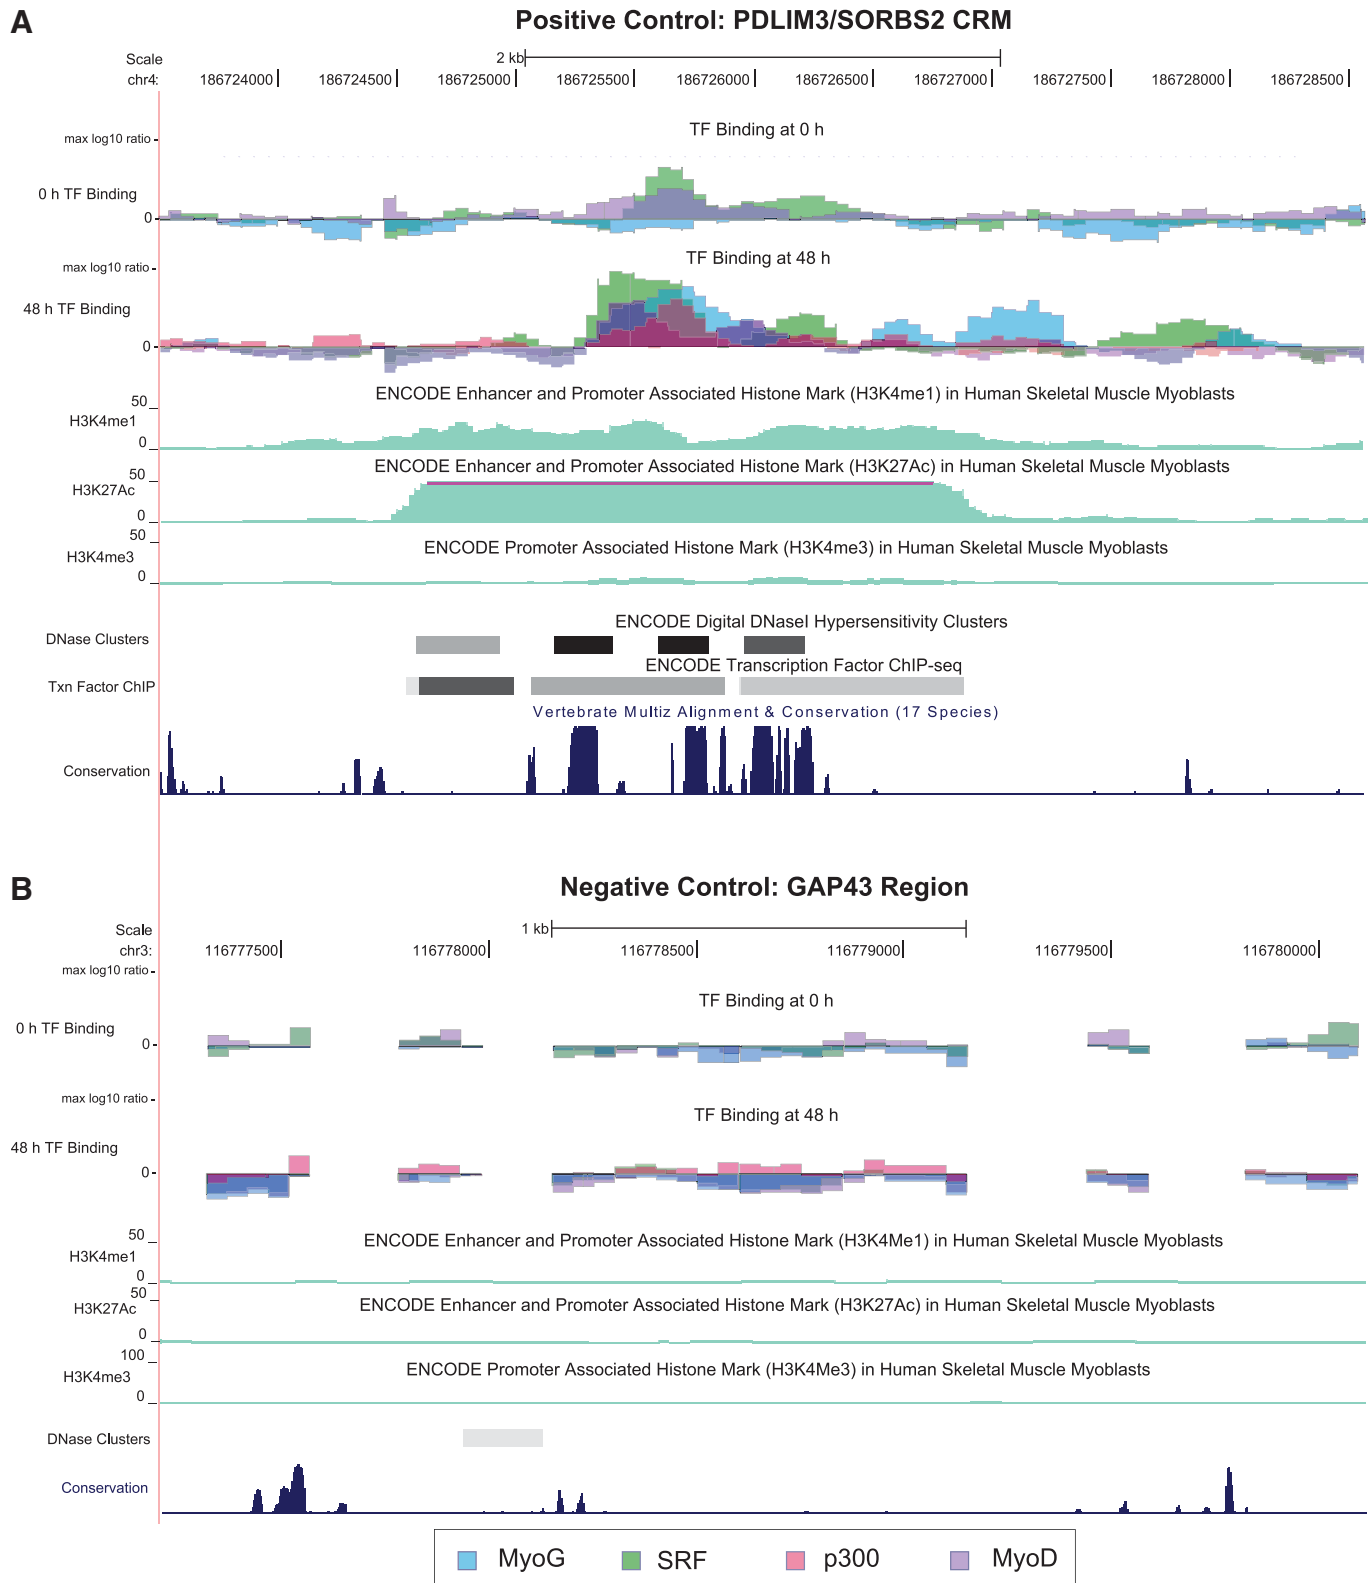 A
Positive Control: PDLIM3/SORBS2 CRM
Scale
2 kb
chr4:
186724000
186724500
186725000
186725500
186726000
186726500
186727000
186727500
186728000
186728500
TF Binding at 0 h
max log10 ratio
0 h TF Binding
0
TF Binding at 48 h
max log10 ratio
48 h TF Binding
0
ENCODE Enhancer and Promoter Associated Histone Mark (H3K4me1) in Human Skeletal Muscle Myoblasts
50
H3K4me1
0
ENCODE Enhancer and Promoter Associated Histone Mark (H3K27Ac) in Human Skeletal Muscle Myoblasts
50
H3K27Ac
0
50
ENCODE Promoter Associated Histone Mark (H3K4me3) in Human Skeletal Muscle Myoblasts
H3K4me3
0
ENCODE Digital DNaseI Hypersensitivity Clusters
DNase Clusters
ENCODE Transcription Factor ChIP-seq
Txn Factor ChIP
Vertebrate Multiz Alignment & Conservation (17 Species)
Conservation
B
Negative Control: GAP43 Region
Scale
1 kb
chr3:
116777500
116778000
116778500
116779000
116779500
116780000
max log10 ratio
TF Binding at 0 h
0 h TF Binding
0
max log10 ratio
TF Binding at 48 h
48 h TF Binding
0
50
ENCODE Enhancer and Promoter Associated Histone Mark (H3K4Me1) in Human Skeletal Muscle Myoblasts
H3K4me1
0
50
ENCODE Enhancer and Promoter Associated Histone Mark (H3K27Ac) in Human Skeletal Muscle Myoblasts
H3K27Ac
0
100
ENCODE Promoter Associated Histone Mark (H3K4Me3) in Human Skeletal Muscle Myoblasts
H3K4me3
0
DNase Clusters
Conservation
MyoG
SRF
p300
MyoD